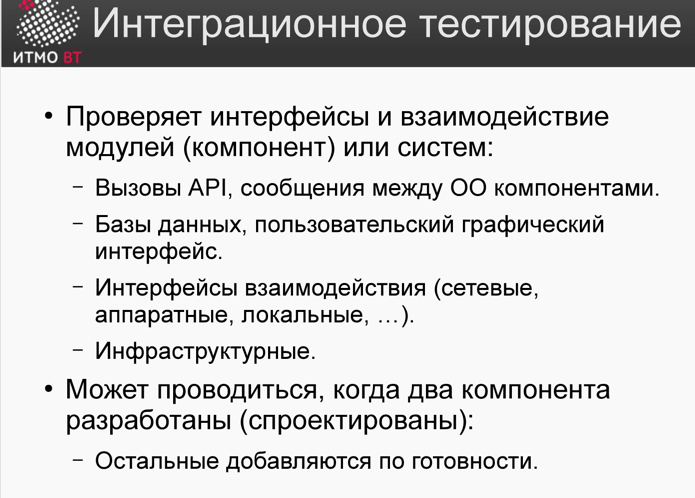 ИТМО ВТ
Интеграционное тестирование
• Проверяет интерфейсы и взаимодействие
модулей (компонент) или систем:
– Вызовы API, сообщения между ОО компонентами.
– Базы данных, пользовательский графический
интерфейс.
– Интерфейсы взаимодействия (сетевые,
аппаратные, локальные, …).
– Инфраструктурные.
• Может проводиться, когда два компонента
разработаны (спроектированы):
– Остальные добавляются по готовности.